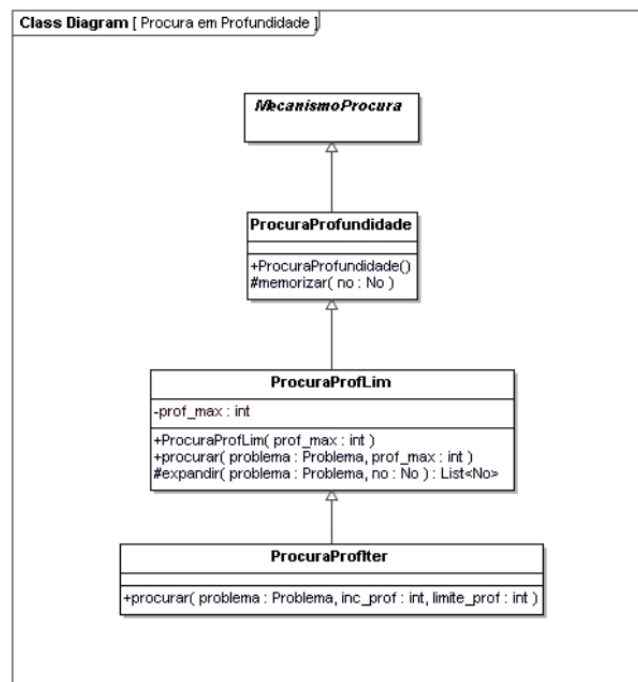 Class Diagram [ Procura em Profundidade ]
MecanismoProcura
ProcuraProfundidade
+ProcuraProfundidade()
#memorizar( no : No )
ProcuraProfLim
-prof_max : int
+ProcuraProfLim( prof_max : int )
+procurar( problema : Problema, prof_max : int )
#expandir( problema : Problema, no : No ) : List<No>
ProcuraProfIter
+procurar( problema : Problema, inc_prof : int, limite_prof : int )